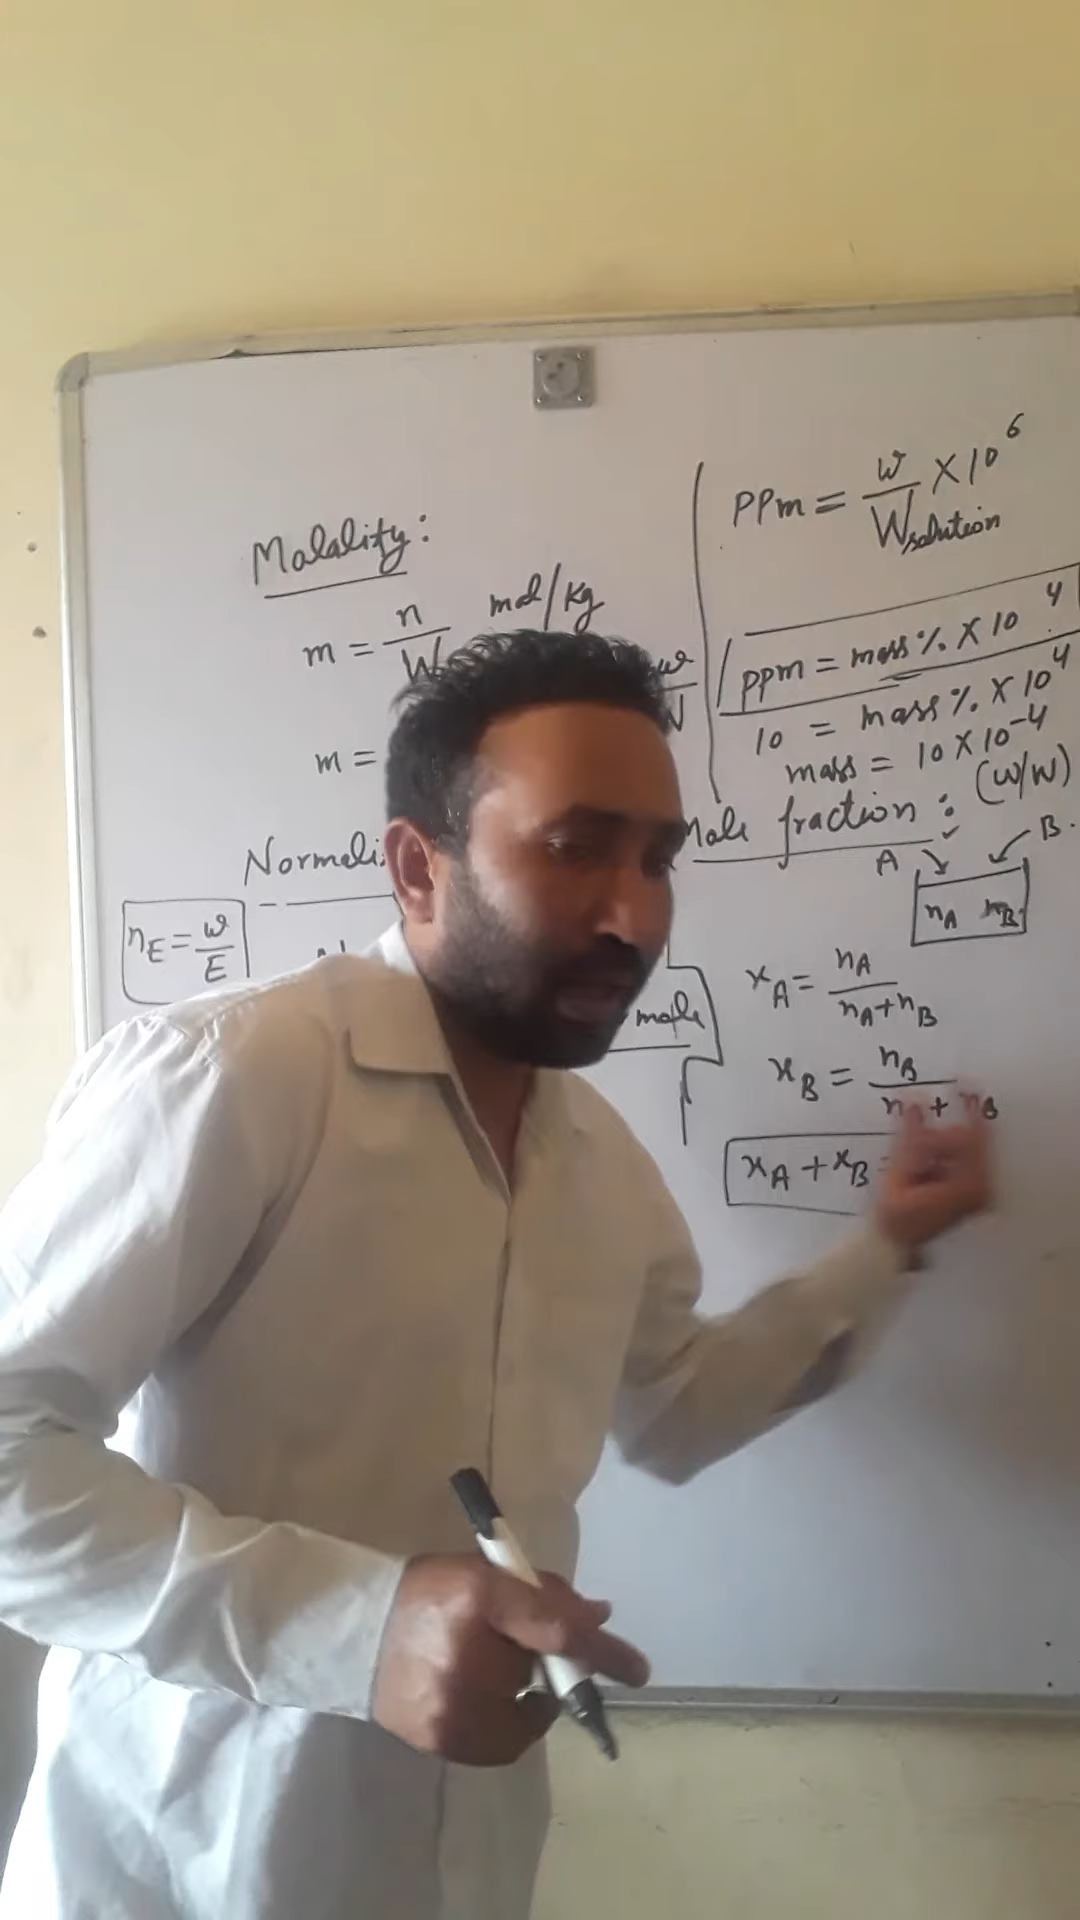 Molality:
m = n/W mol/kg
m =
w
Normali
nE = w/E
mole
PPm = w/Wsolution X 10^6
ppm = mass % X 10^4
10 = mass % X 10^4
mass = 10 X 10^-4
(w/W)
Mole fraction :
A B.
nA nB
xA = nA/nA+nB
xB = nB/nA + nB
xA + xB =